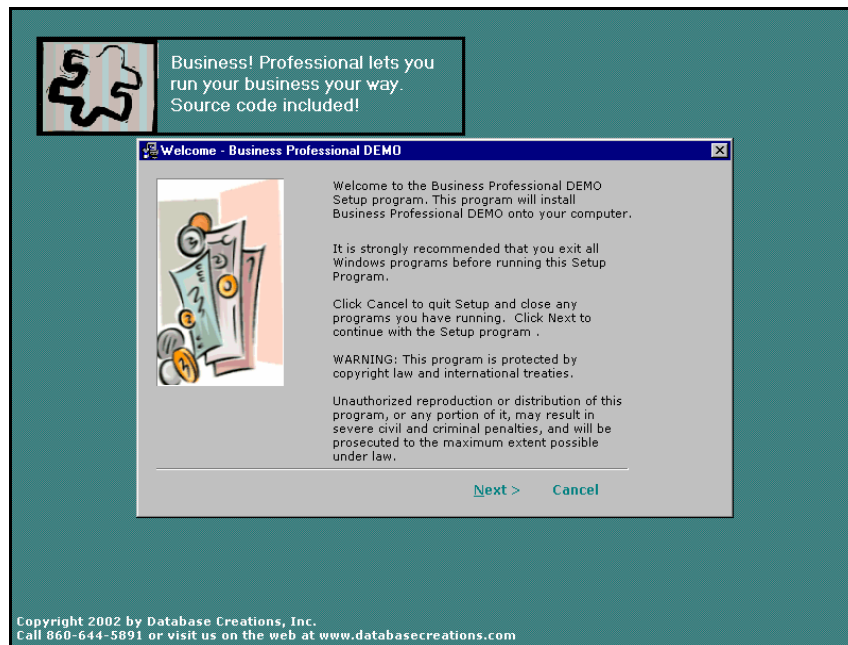 Business! Professional lets you
run your business your way.
Source code included!
Welcome - Business Professional DEMO
Welcome to the Business Professional DEMO
Setup program. This program will install
Business Professional DEMO onto your computer.
It is strongly recommended that you exit all
Windows programs before running this Setup
Program.
Click Cancel to quit Setup and close any
programs you have running. Click Next to
continue with the Setup program .
WARNING: This program is protected by
copyright law and international treaties.
Unauthorized reproduction or distribution of this
program, or any portion of it, may result in
severe civil and criminal penalties, and will be
prosecuted to the maximum extent possible
under law.
Next > Cancel
Copyright 2002 by Database Creations, Inc.
Call 860-644-5891 or visit us on the web at www.databasecreations.com